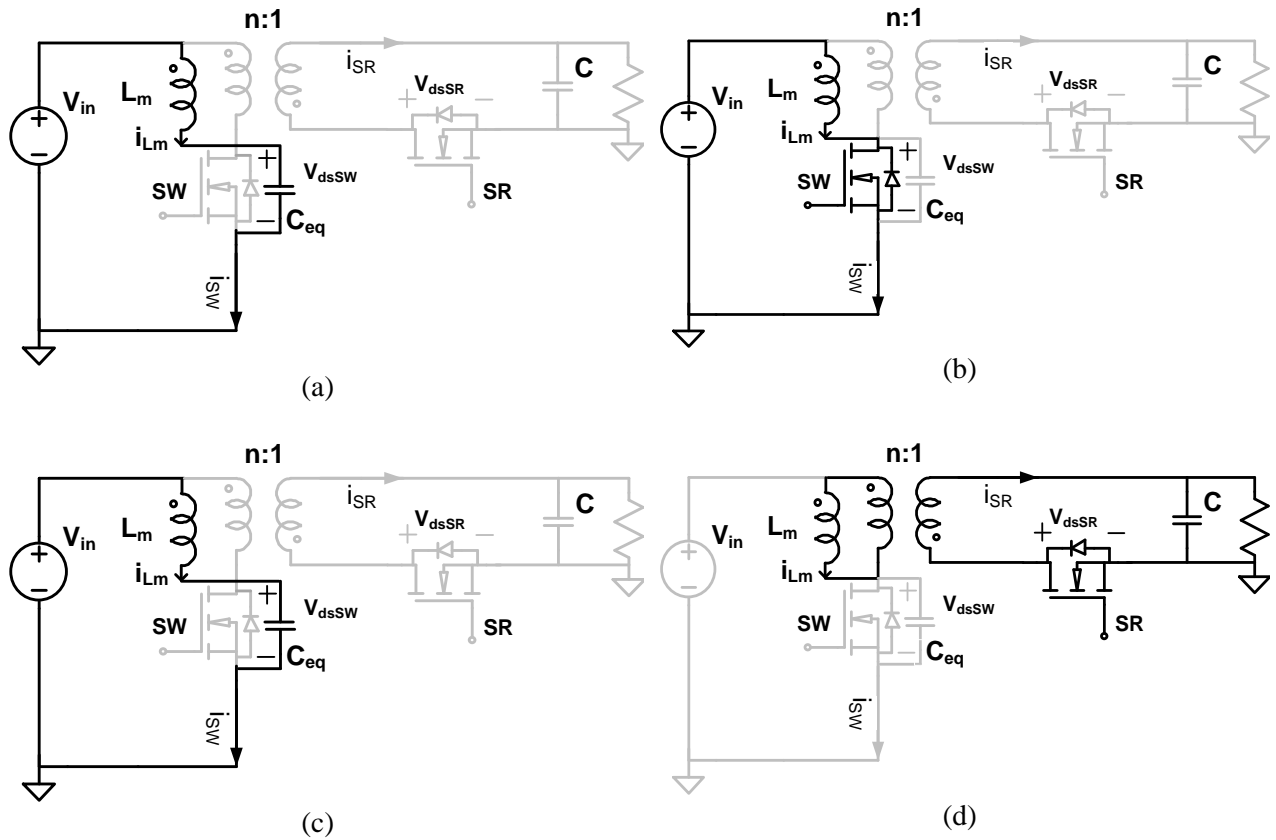 n:1
V_in
+
−
L_m
i_Lm
i_SR
V_dsSR
+ −
C
SW
SR
+
−
V_dsSW
C_eq
i_SW
(a)
n:1
V_in
+
−
L_m
i_Lm
i_SR
V_dsSR
+ −
C
SW
SR
+
−
V_dsSW
C_eq
i_SW
(b)
n:1
V_in
+
−
L_m
i_Lm
i_SR
V_dsSR
+ −
C
SW
SR
+
−
V_dsSW
C_eq
i_SW
(c)
n:1
V_in
+
−
L_m
i_Lm
i_SR
V_dsSR
+ −
C
SW
SR
+
−
V_dsSW
C_eq
i_SW
(d)